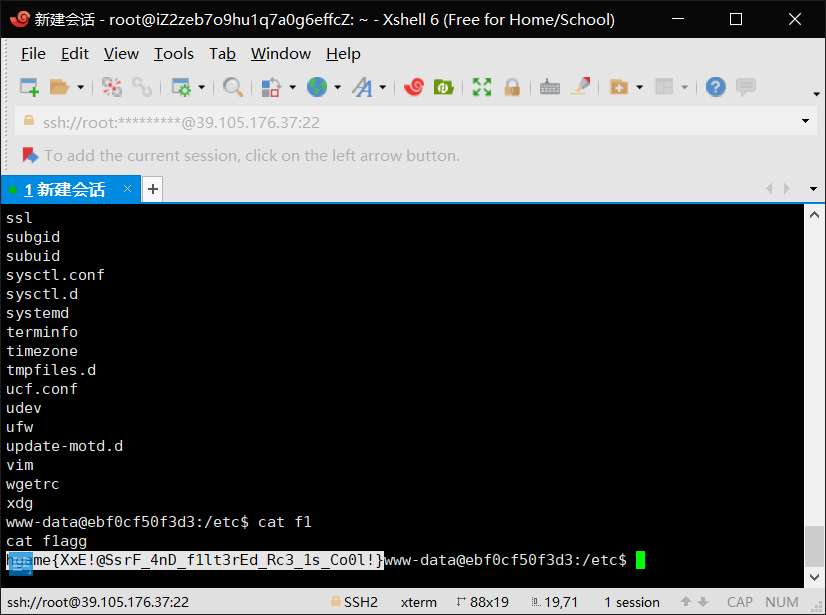 新建会话 - root@iZ2zeb7o9hu1q7a0g6effcZ: ~ - Xshell 6 (Free for Home/School)
File Edit View Tools Tab Window Help
ssh://root:*********@39.105.176.37:22
To add the current session, click on the left arrow button.
1 新建会话 × +
ssl
subgid
subuid
sysctl.conf
sysctl.d
systemd
terminfo
timezone
tmpfiles.d
ucf.conf
udev
ufw
update-motd.d
vim
wgetrc
xdg
www-data@ebf0cf50f3d3:/etc$ cat f1
cat f1agg
hgame{XxE!@SsrF_4nD_f1lt3rEd_Rc3_1s_Co0l!}www-data@ebf0cf50f3d3:/etc$
ssh://root@39.105.176.37:22 SSH2 xterm 88x19 19,71 1 session CAP NUM